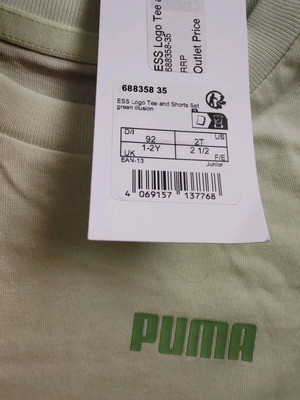 ESS Logo Tee a
688358-35
RRP
Outlet Price
688358 35
ESS Logo Tee and Shorts Set
green illusion
D/I 92 2T US
UK 1-2Y 2 1/2 F/E
EAN-13 Junior
4 069157 137768
PUMA